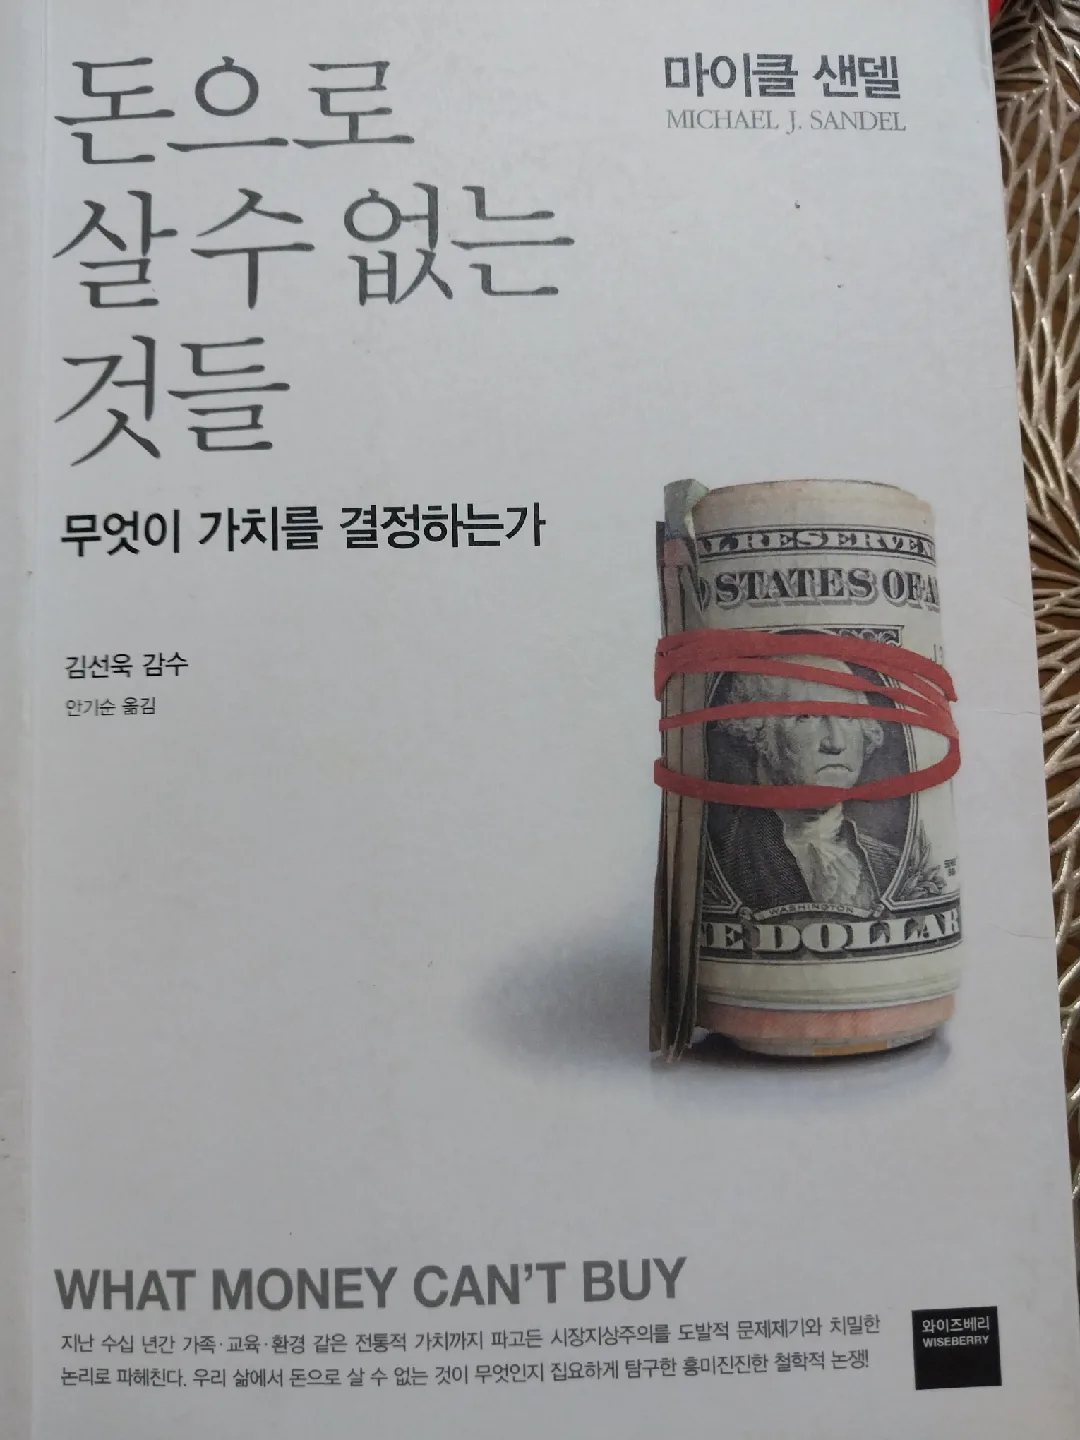 돈으로
살 수 없는
것들
마이클 샌델
MICHAEL J. SANDEL
무엇이 가치를 결정하는가
김선욱 감수
안기순 옮김
AL RESERVE N
STATES OF A
WASHINGTON
E DOLLAR
WHAT MONEY CAN'T BUY
지난 수십 년간 가족·교육·환경 같은 전통적 가치까지 파고든 시장지상주의를 도발적 문제제기와 치밀한
논리로 파헤친다. 우리 삶에서 돈으로 살 수 없는 것이 무엇인지 집요하게 탐구한 흥미진진한 철학적 논쟁!
와이즈베리
WISEBERRY